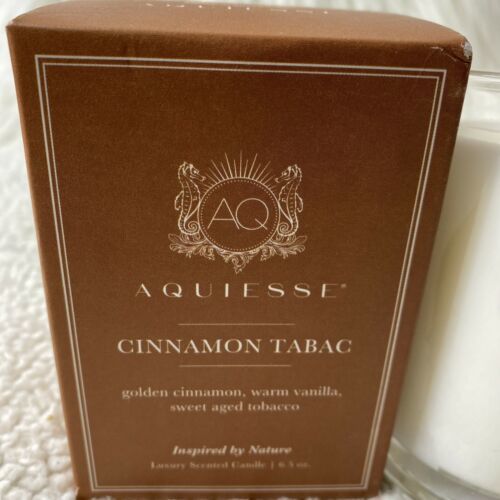 AQUIESSE
AQ
AQUIESSE®
CINNAMON TABAC
golden cinnamon, warm vanilla,
sweet aged tobacco
Inspired by Nature
Luxury Scented Candle | 6.5 oz.